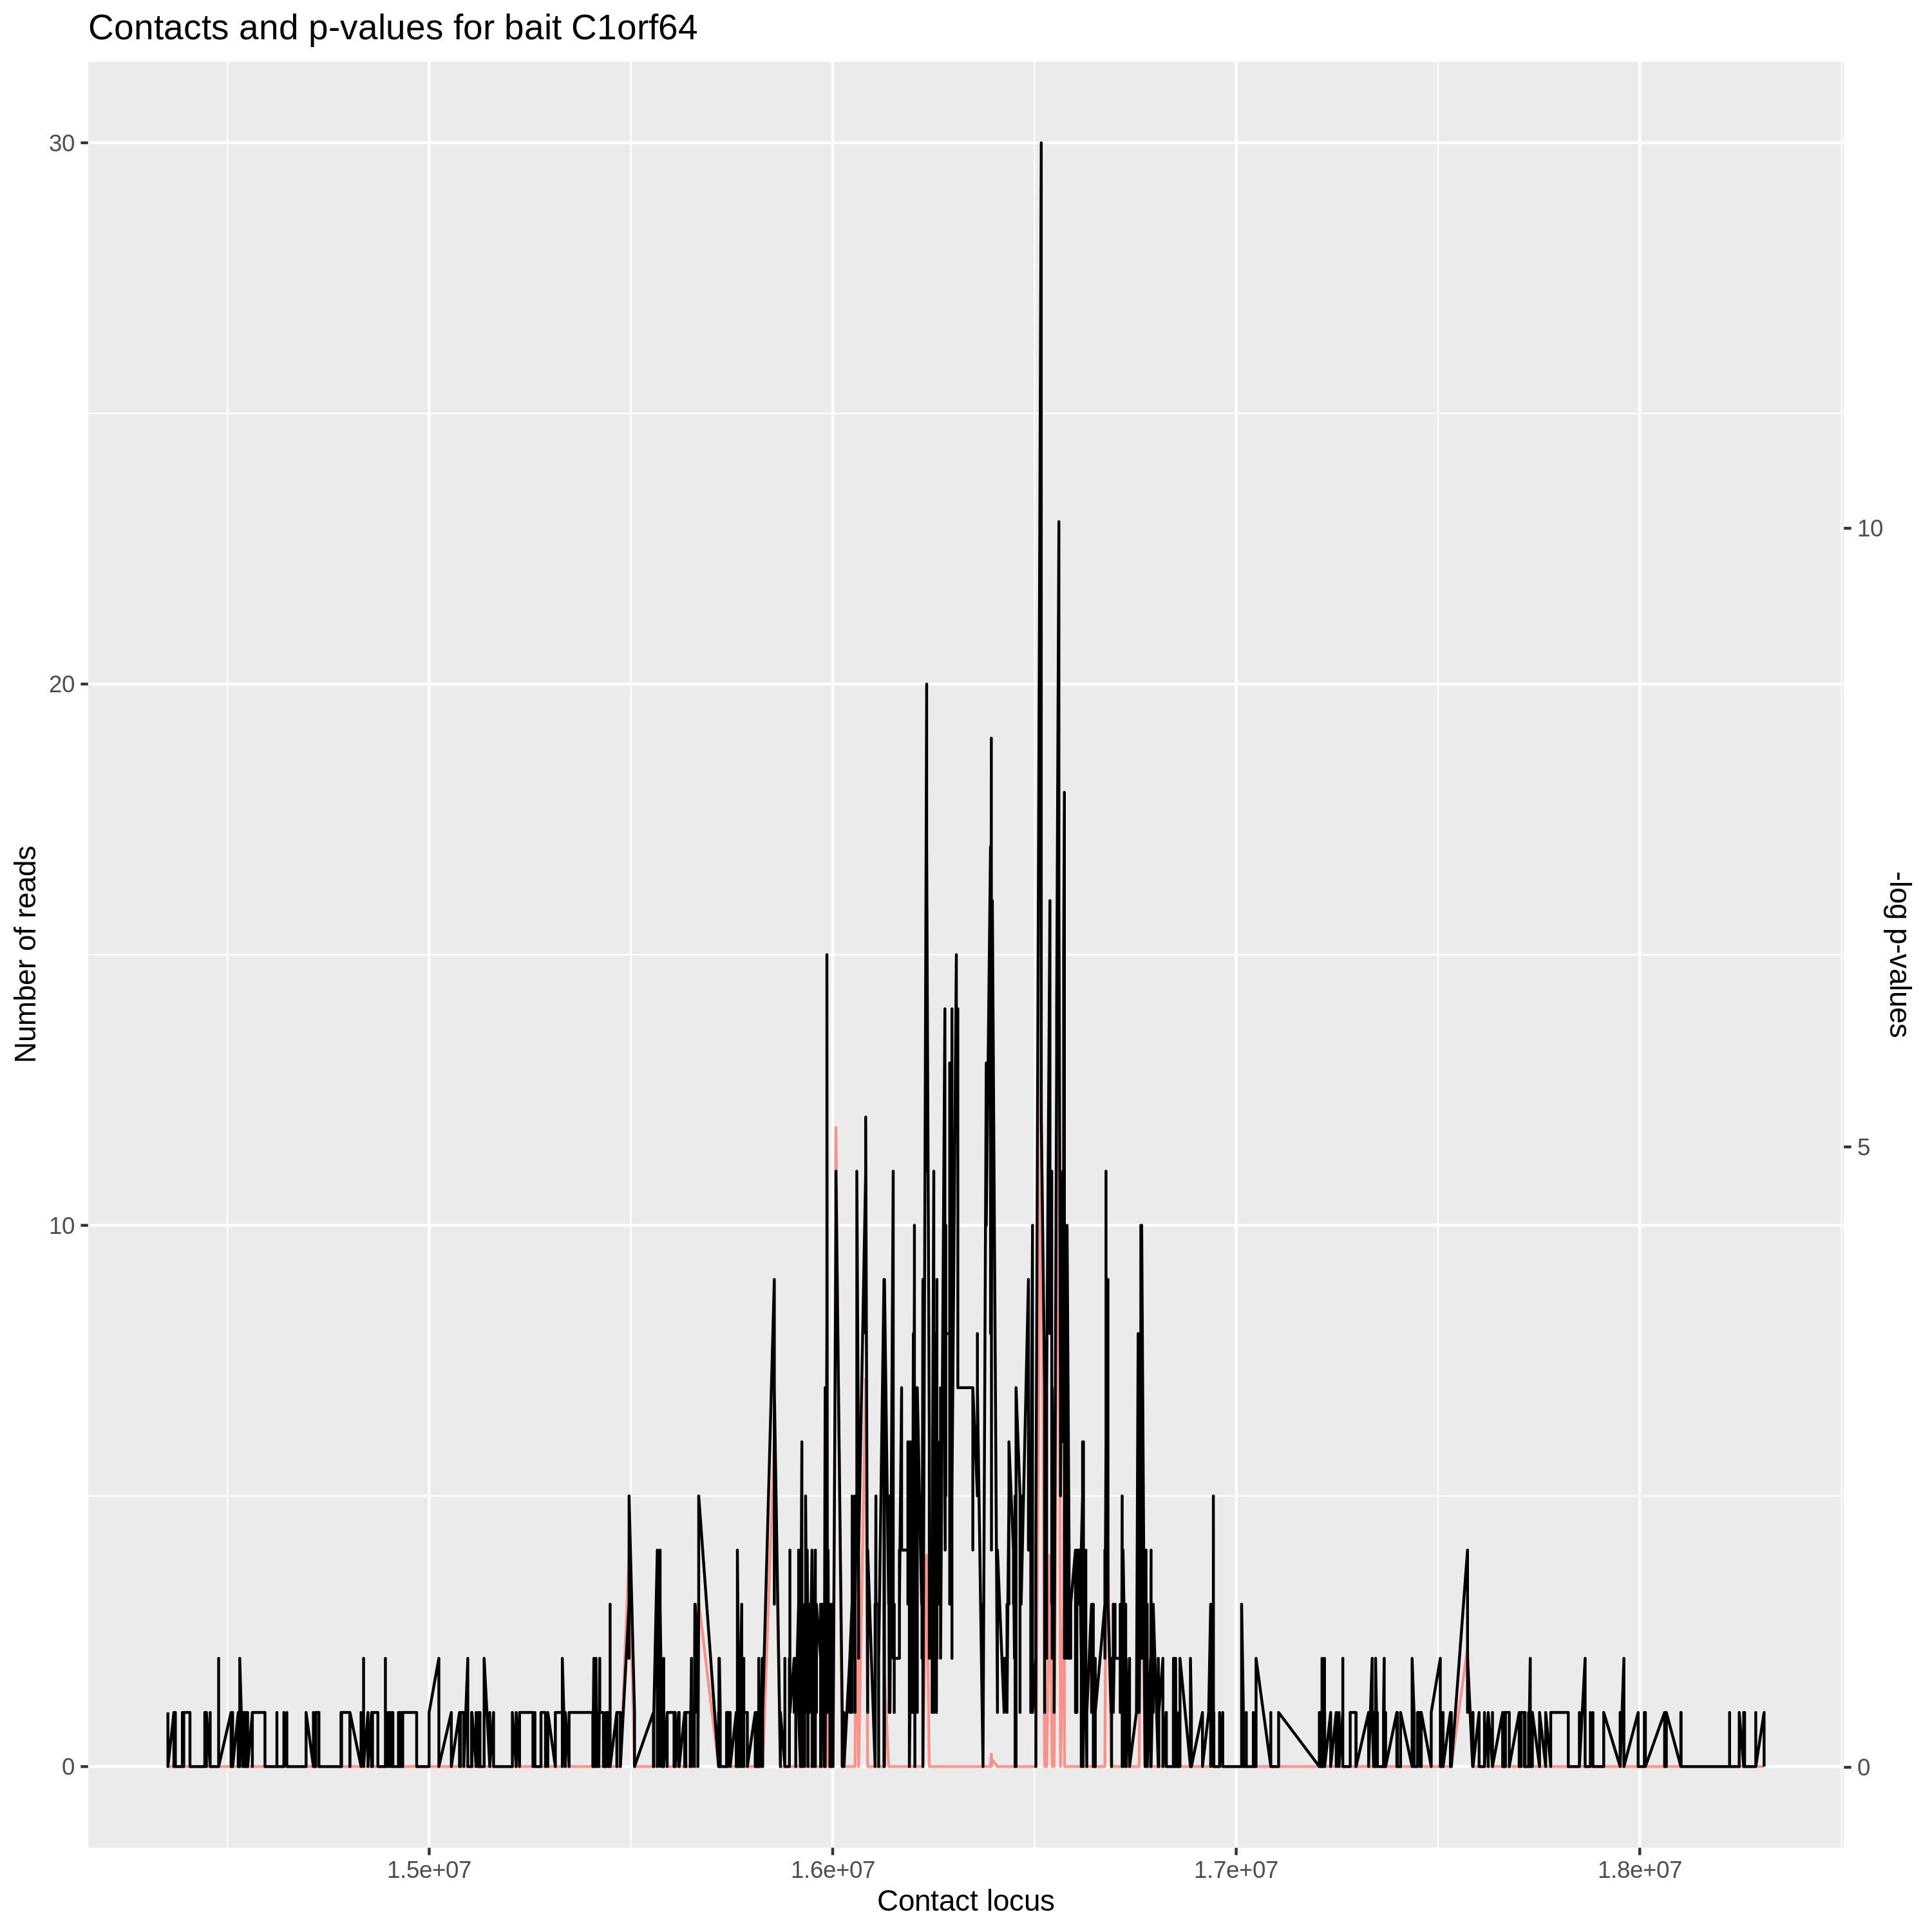 Contacts and p-values for bait C1orf64
30
20
10
0
Number of reads
10
5
0
-log p-values
1.5e+07 1.6e+07 1.7e+07 1.8e+07
Contact locus